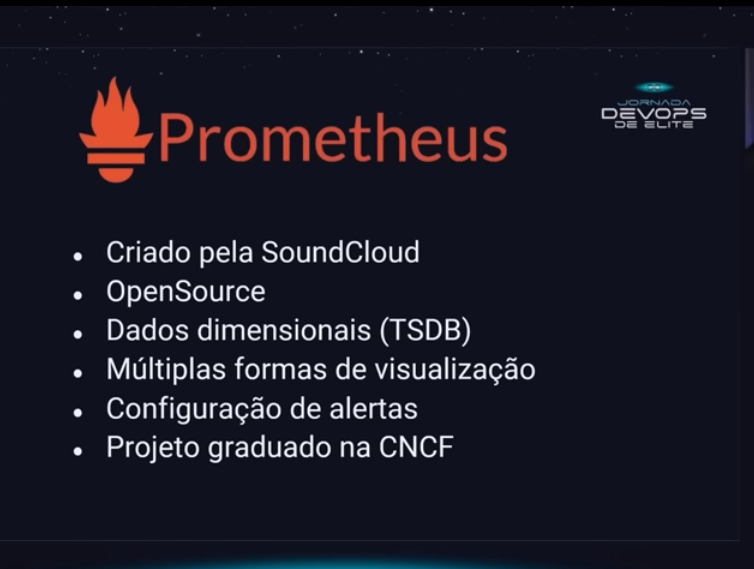 Prometheus
JORNADA
DEVOPS
DE ELITE
Criado pela SoundCloud
OpenSource
Dados dimensionais (TSDB)
Múltiplas formas de visualização
Configuração de alertas
Projeto graduado na CNCF